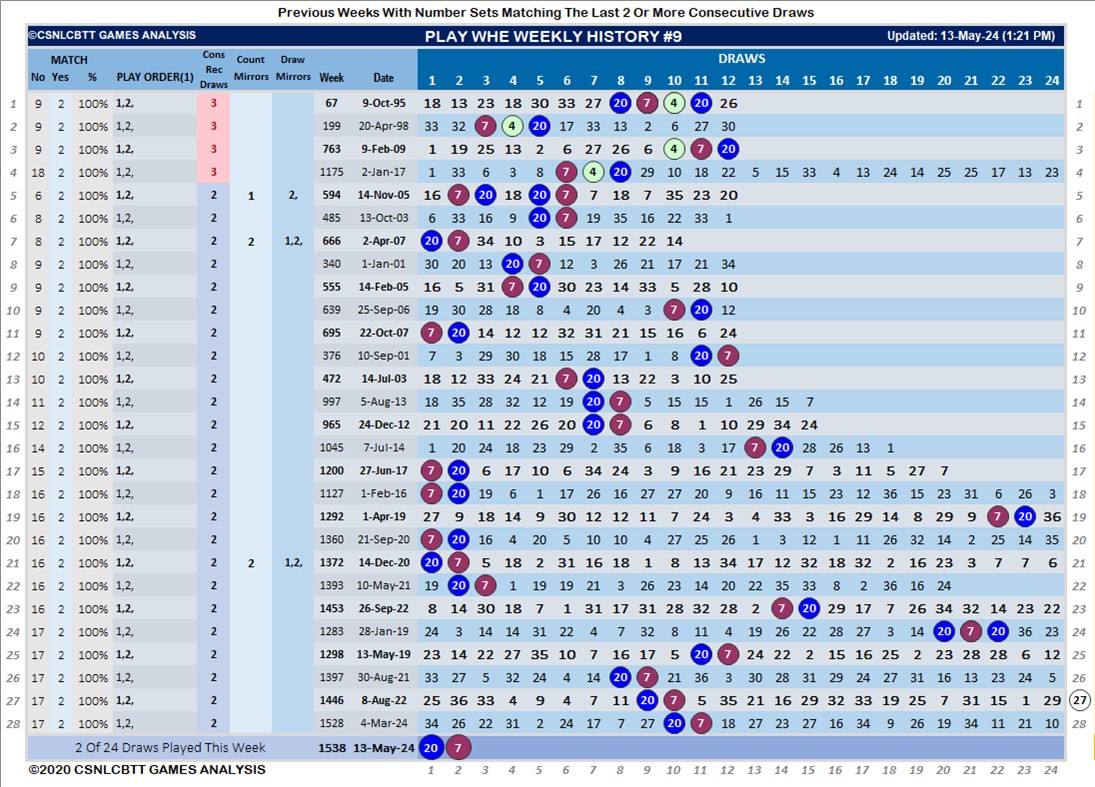 Previous Weeks With Number Sets Matching The Last 2 Or More Consecutive Draws
©CSNLCBTT GAMES ANALYSIS PLAY WHE WEEKLY HISTORY #9 Updated: 13-May-24 (1:21 PM)
MATCH Cons Rec Draws Count Mirrors Draw Mirrors DRAWS
No Yes % PLAY ORDER(1) Week Date 1 2 3 4 5 6 7 8 9 10 11 12 13 14 15 16 17 18 19 20 21 22 23 24
1 9 2 100% 1,2, 3 67 9-Oct-95 18 13 23 18 30 33 27 20 7 4 20 26 1
2 9 2 100% 1,2, 3 199 20-Apr-98 33 32 7 4 20 17 33 13 2 6 27 30 2
3 9 2 100% 1,2, 3 763 9-Feb-09 1 19 25 13 2 6 27 26 6 4 7 20 3
4 18 2 100% 1,2, 3 1175 2-Jan-17 1 33 6 3 8 7 4 20 29 10 18 22 5 15 33 4 13 24 14 25 25 17 13 23 4
5 6 2 100% 1,2, 2 1 2, 594 14-Nov-05 16 7 20 18 20 7 7 18 7 35 23 20 5
6 8 2 100% 1,2, 2 485 13-Oct-03 6 33 16 9 20 7 19 35 16 22 33 1 6
7 8 2 100% 1,2, 2 2 1,2, 666 2-Apr-07 20 7 34 10 3 15 17 12 22 14 7
8 9 2 100% 1,2, 2 340 1-Jan-01 30 20 13 20 7 12 3 26 21 17 21 34 8
9 9 2 100% 1,2, 2 555 14-Feb-05 16 5 31 7 20 30 23 14 33 5 28 10 9
10 9 2 100% 1,2, 2 639 25-Sep-06 19 30 28 18 8 4 20 4 3 7 20 12 10
11 9 2 100% 1,2, 2 695 22-Oct-07 7 20 14 12 12 32 31 21 15 16 6 24 11
12 10 2 100% 1,2, 2 376 10-Sep-01 7 3 29 30 18 15 28 17 1 8 20 7 12
13 10 2 100% 1,2, 2 472 14-Jul-03 18 12 33 24 21 7 20 13 22 3 10 25 13
14 11 2 100% 1,2, 2 997 5-Aug-13 18 35 28 32 12 19 20 7 5 15 15 1 26 15 7 14
15 12 2 100% 1,2, 2 965 24-Dec-12 21 20 11 22 26 20 20 7 6 8 1 10 29 34 24 15
16 14 2 100% 1,2, 2 1045 7-Jul-14 1 20 24 18 23 29 2 35 6 18 3 17 7 20 28 26 13 1 16
17 15 2 100% 1,2, 2 1200 27-Jun-17 7 20 6 17 10 6 34 24 3 9 16 21 23 29 7 3 11 5 27 7 17
18 16 2 100% 1,2, 2 1127 1-Feb-16 7 20 19 6 1 17 26 16 27 27 20 9 16 11 15 23 12 36 15 23 31 6 26 3 18
19 16 2 100% 1,2, 2 1292 1-Apr-19 27 9 18 14 9 30 12 12 11 7 24 3 4 33 3 16 29 14 8 29 9 7 20 36 19
20 16 2 100% 1,2, 2 1360 21-Sep-20 7 20 16 4 20 5 10 10 4 27 25 26 1 3 12 1 11 26 32 14 2 25 14 35 20
21 16 2 100% 1,2, 2 2 1,2, 1372 14-Dec-20 20 7 5 18 2 31 16 18 1 8 13 34 17 12 32 18 32 2 16 23 3 7 7 6 21
22 16 2 100% 1,2, 2 1393 10-May-21 19 20 7 1 19 19 21 3 26 23 14 20 22 35 33 8 2 36 16 24 22
23 16 2 100% 1,2, 2 1453 26-Sep-22 8 14 30 18 7 1 31 17 31 28 32 28 2 7 20 29 17 7 26 34 32 14 23 22 23
24 17 2 100% 1,2, 2 1283 28-Jan-19 24 3 14 14 31 22 4 7 32 8 11 4 19 26 22 28 27 3 14 20 7 20 36 23 24
25 17 2 100% 1,2, 2 1298 13-May-19 23 14 22 27 35 10 7 16 17 5 20 7 24 22 2 15 16 25 2 23 28 28 6 12 25
26 17 2 100% 1,2, 2 1397 30-Aug-21 33 27 5 32 24 4 14 20 7 21 36 3 30 28 31 29 24 27 31 16 13 23 24 5 26
27 17 2 100% 1,2, 2 1446 8-Aug-22 25 36 33 4 9 4 7 11 20 7 5 35 21 16 29 32 33 19 25 7 31 15 1 29 27
28 17 2 100% 1,2, 2 1528 4-Mar-24 34 26 22 31 2 24 17 7 27 20 7 18 27 23 27 16 34 9 26 19 34 11 21 10 28
2 Of 24 Draws Played This Week 1538 13-May-24 20 7
©2020 CSNLCBTT GAMES ANALYSIS 1 2 3 4 5 6 7 8 9 10 11 12 13 14 15 16 17 18 19 20 21 22 23 24